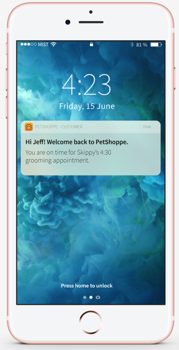 81 %
4:23
Friday, 15 June
Hi Jeff! Welcome back to PetShoppe.
You are on time for Skippy's 4:30
grooming appointment.
Press home to unlock